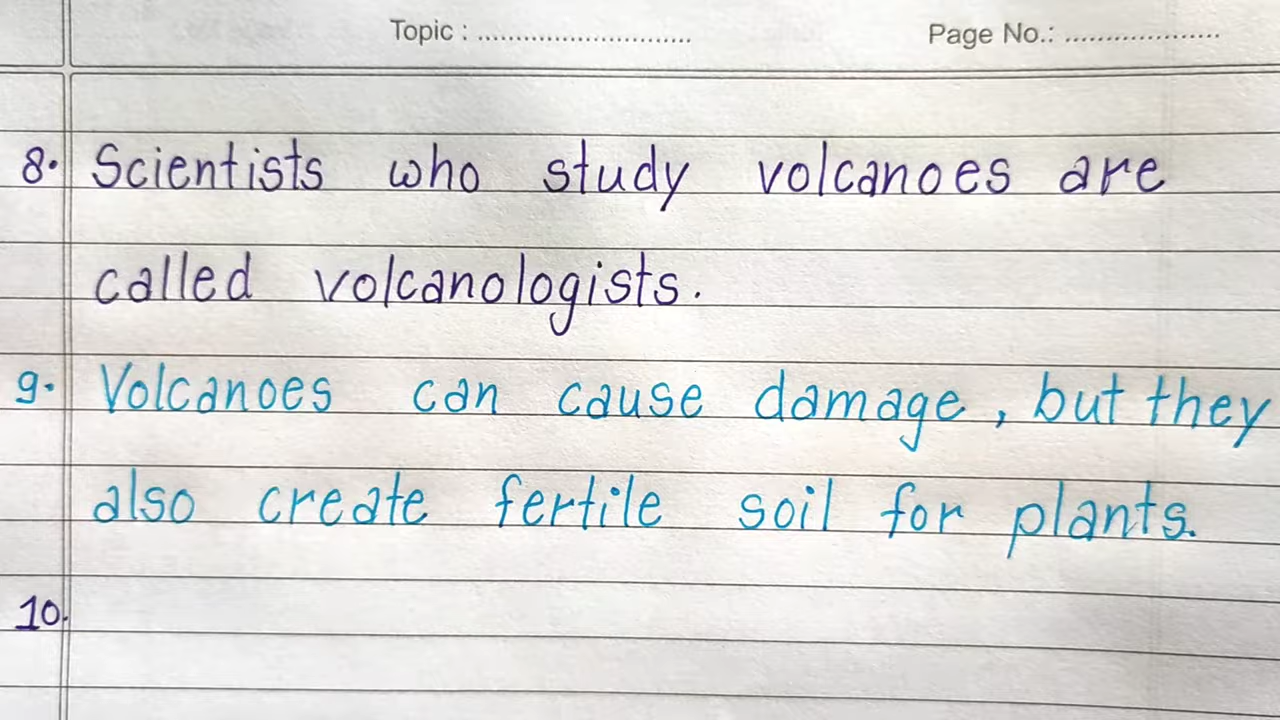 Topic : ............................ Page No.: ....................
8. Scientists who study volcanoes are
called volcanologists.
9. Volcanoes can cause damage, but they
also create fertile soil for plants.
10.